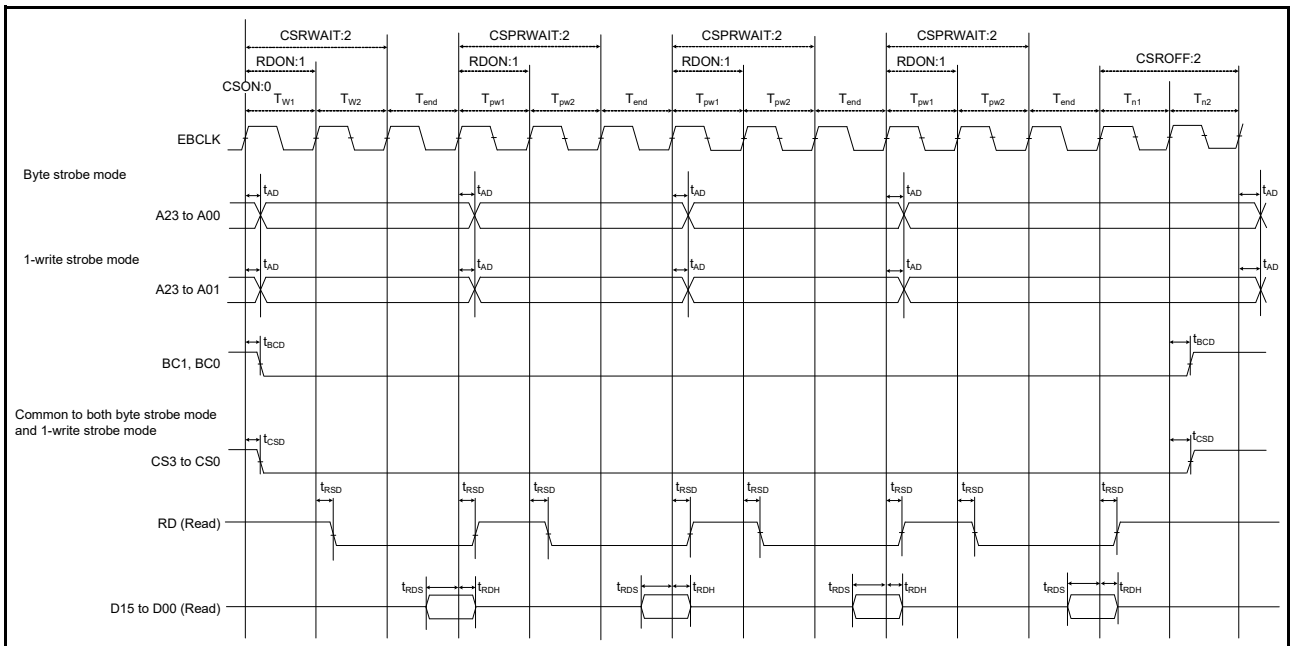 CSRWAIT:2 CSPRWAIT:2 CSPRWAIT:2 CSPRWAIT:2
RDON:1 RDON:1 RDON:1 RDON:1 CSROFF:2
CSON:0
TW1 TW2 Tend Tpw1 Tpw2 Tend Tpw1 Tpw2 Tend Tpw1 Tpw2 Tend Tn1 Tn2
EBCLK
Byte strobe mode
tAD tAD tAD tAD tAD
A23 to A00
1-write strobe mode
tAD tAD tAD tAD tAD
A23 to A01
tBCD tBCD
BC1, BC0
Common to both byte strobe mode
and 1-write strobe mode
tCSD tCSD
CS3 to CS0
tRSD tRSD tRSD tRSD tRSD tRSD tRSD tRSD
RD (Read)
tRDS tRDH tRDS tRDH tRDS tRDH tRDS tRDH
D15 to D00 (Read)